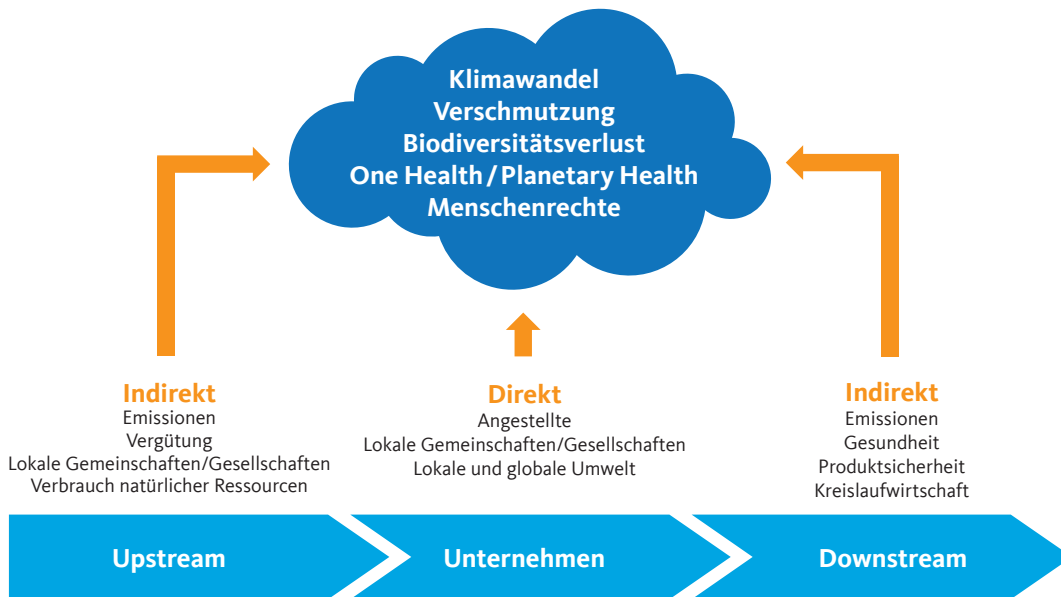 Klimawandel
Verschmutzung
Biodiversitätsverlust
One Health / Planetary Health
Menschenrechte
Indirekt
Emissionen
Vergütung
Lokale Gemeinschaften/Gesellschaften
Verbrauch natürlicher Ressourcen
Direkt
Angestellte
Lokale Gemeinschaften/Gesellschaften
Lokale und globale Umwelt
Indirekt
Emissionen
Gesundheit
Produktsicherheit
Kreislaufwirtschaft
Upstream
Unternehmen
Downstream